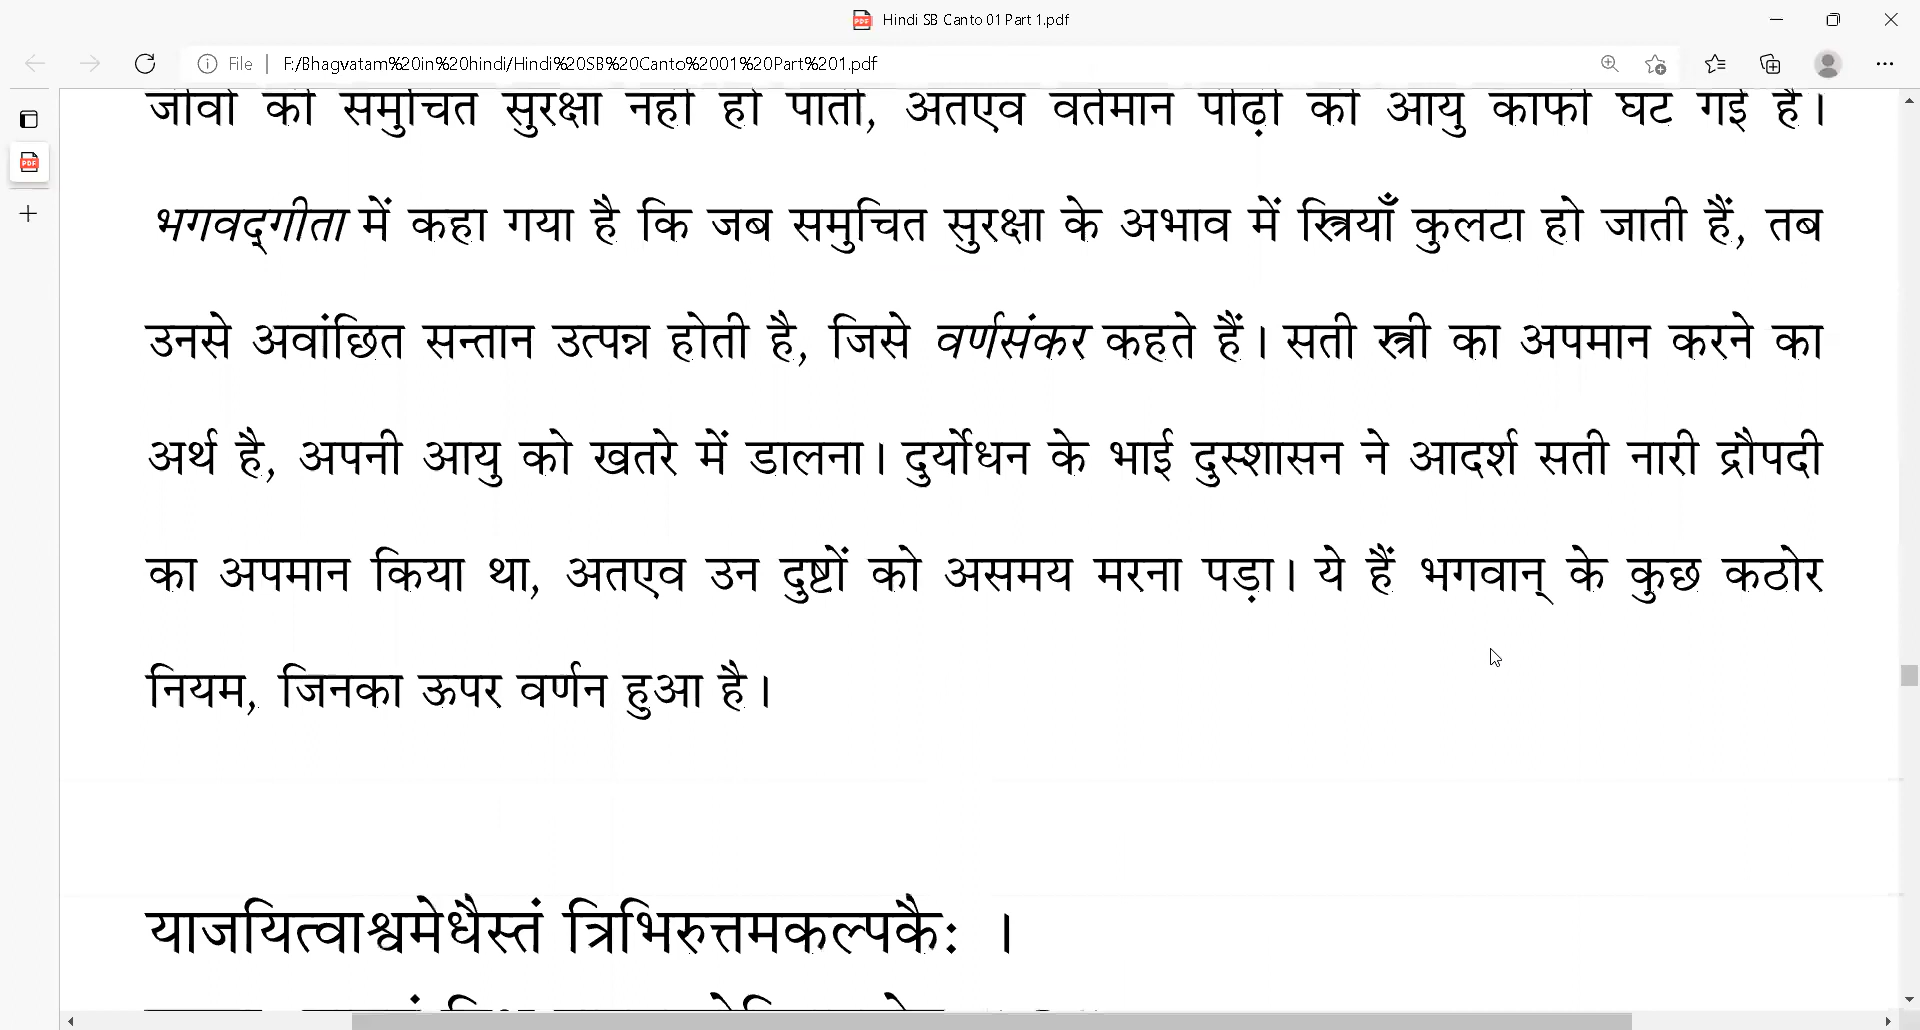 Hindi SB Canto 01 Part 1.pdf
File F:/Bhagvatam%20in%20hindi/Hindi%20SB%20Canto%2001%20Part%201.pdf
जीवों की समुचित सुरक्षा नहीं हो पाती, अतएव वर्तमान पीढ़ी की आयु काफी घट गई है।
भगवद्गीता में कहा गया है कि जब समुचित सुरक्षा के अभाव में स्त्रियाँ कुलटा हो जाती हैं, तब
उनसे अवांछित सन्तान उत्पन्न होती है, जिसे वर्णसंकर कहते हैं। सती स्त्री का अपमान करने का
अर्थ है, अपनी आयु को खतरे में डालना। दुर्योधन के भाई दुस्शासन ने आदर्श सती नारी द्रौपदी
का अपमान किया था, अतएव उन दुष्टों को असमय मरना पड़ा। ये हैं भगवान् के कुछ कठोर
नियम, जिनका ऊपर वर्णन हुआ है।
याजयित्वाश्वमेधैस्तं त्रिभिरुत्तमकल्पकैः ।